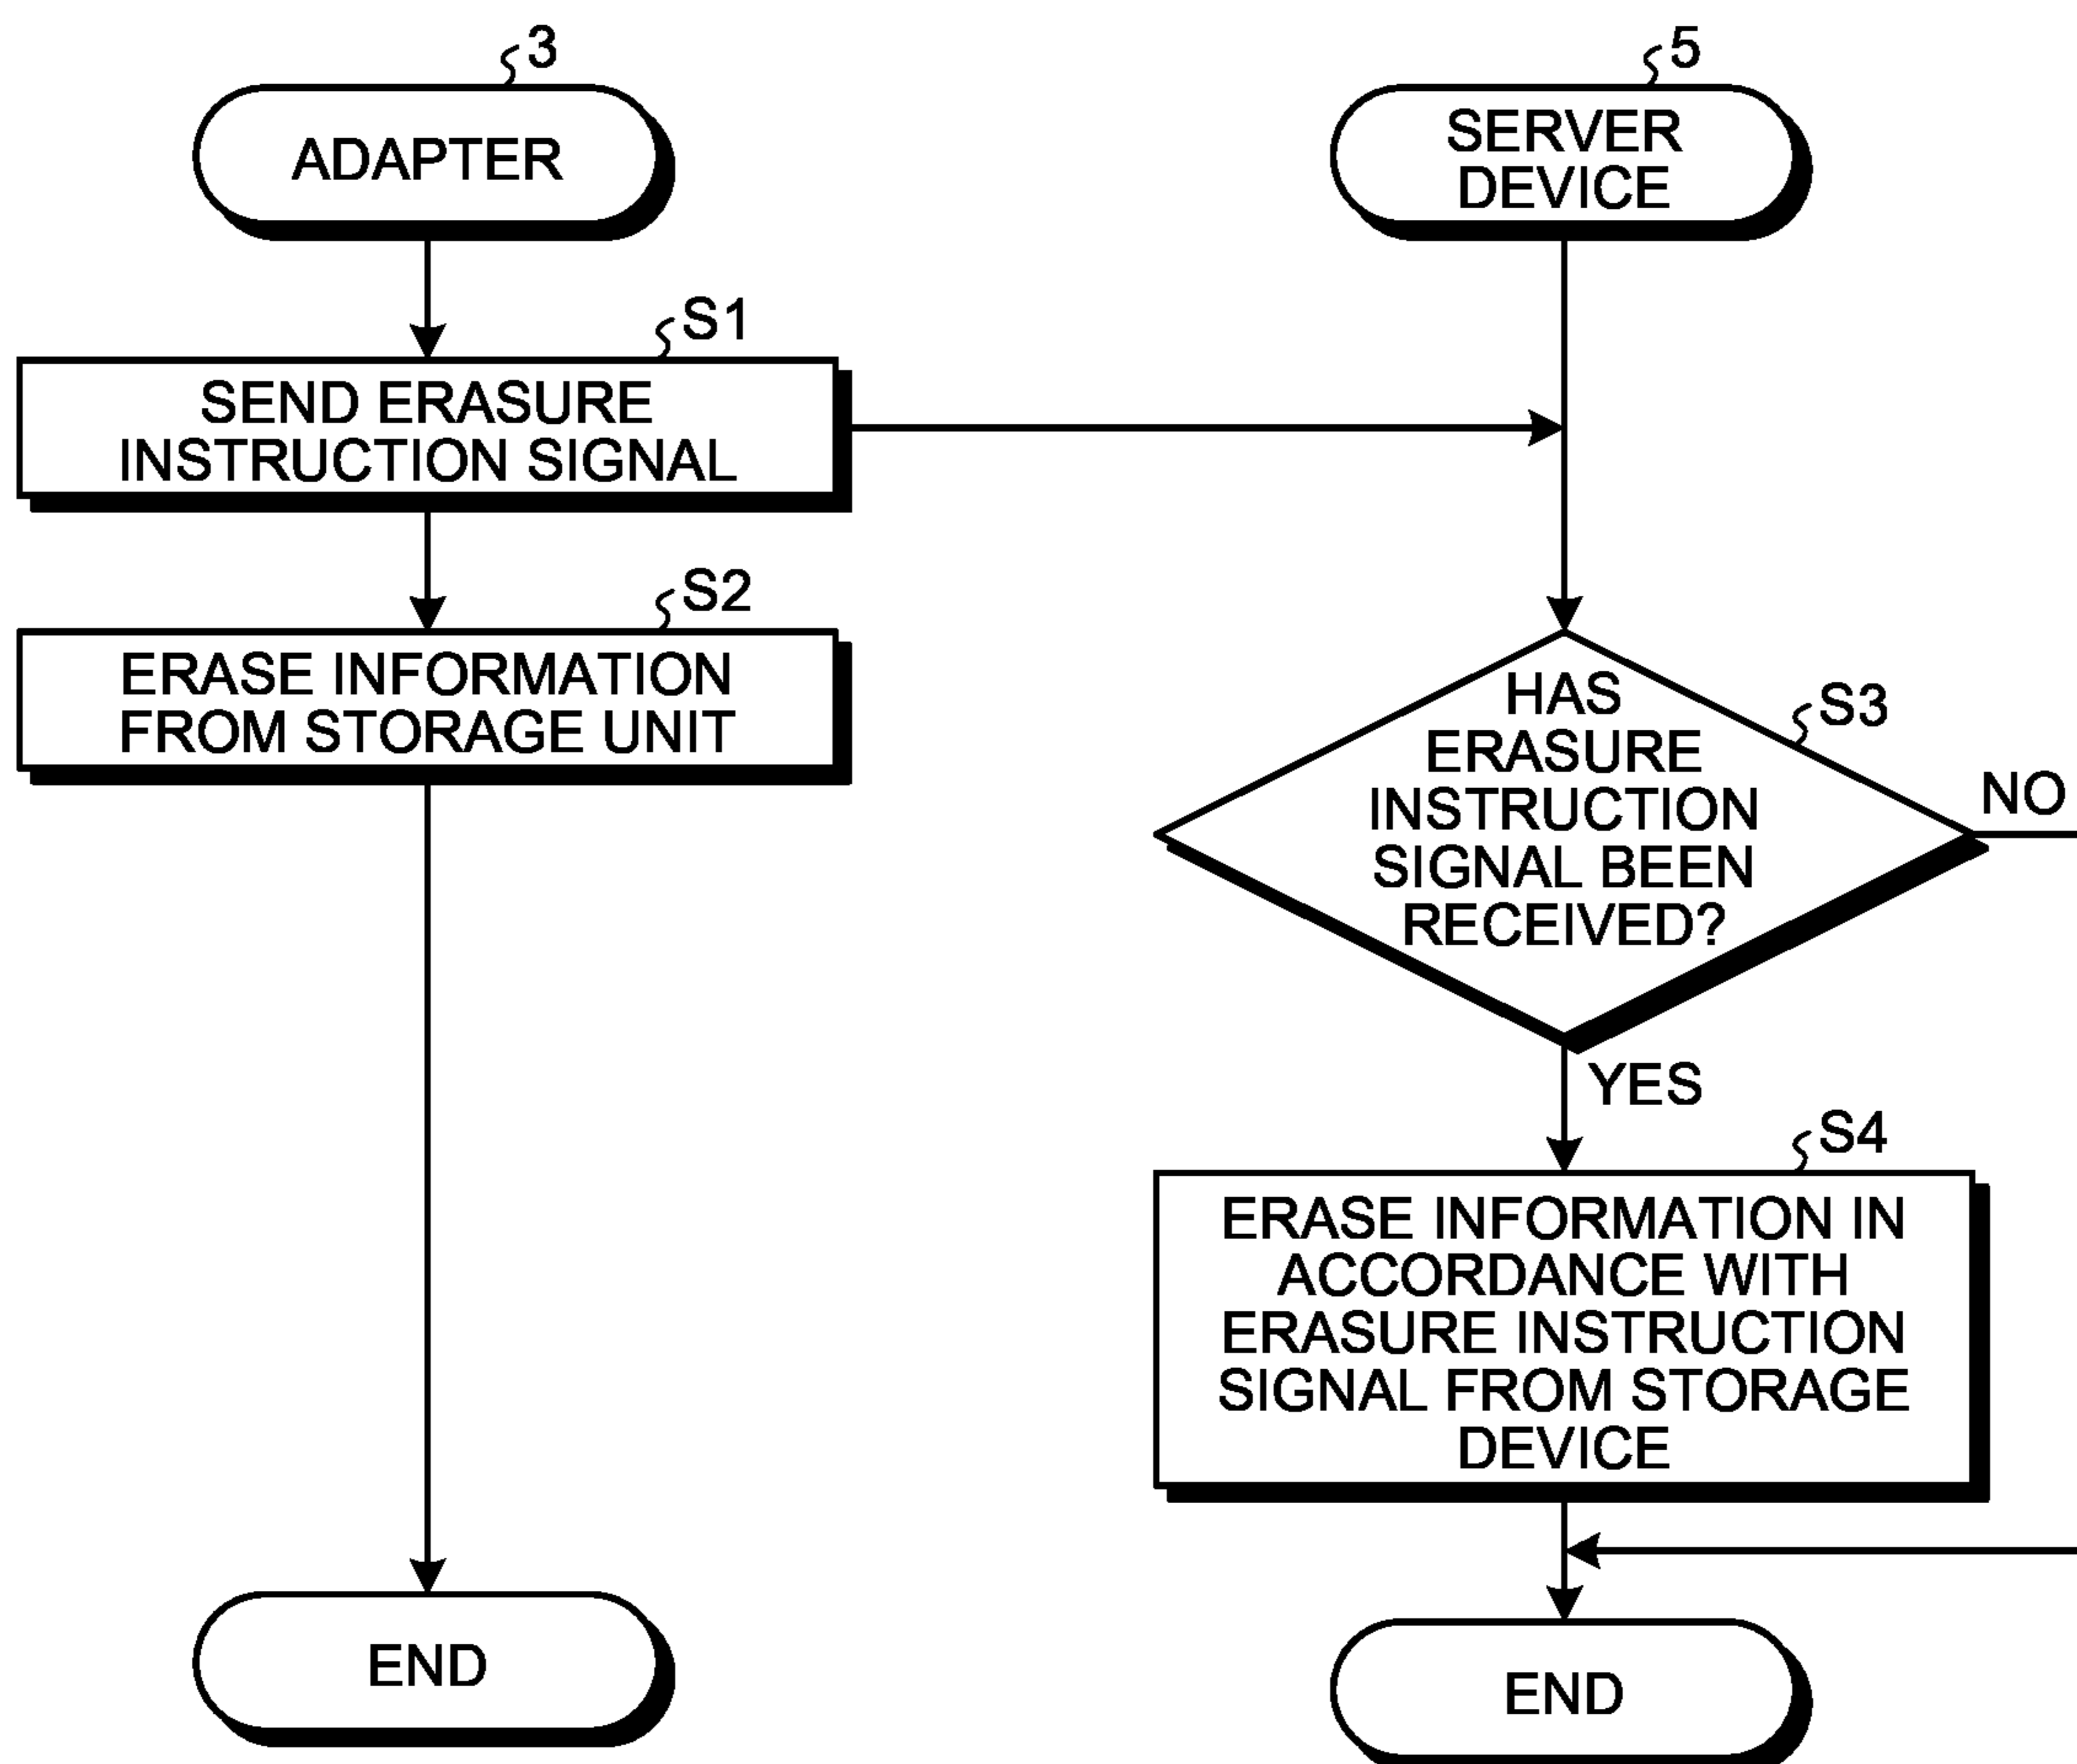 3
ADAPTER
S1
SEND ERASURE
INSTRUCTION SIGNAL
S2
ERASE INFORMATION
FROM STORAGE UNIT
END
5
SERVER
DEVICE
HAS
ERASURE
INSTRUCTION
SIGNAL BEEN
RECEIVED?
S3
NO
YES
S4
ERASE INFORMATION IN
ACCORDANCE WITH
ERASURE INSTRUCTION
SIGNAL FROM STORAGE
DEVICE
END